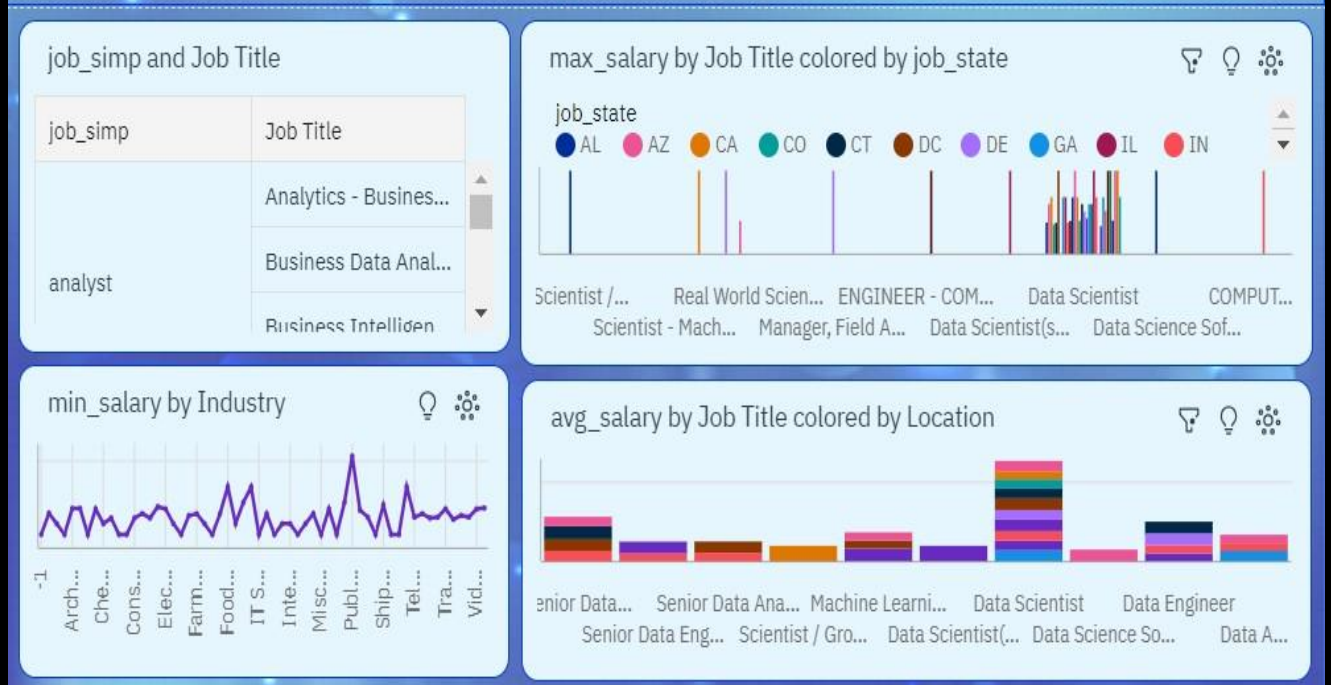 job_simp and Job Title
job_simp Job Title
analyst
Analytics - Busines...
Business Data Anal...
Business Intelligen
max_salary by Job Title colored by job_state
job_state
AL AZ CA CO CT DC DE GA IL IN
Scientist /... Real World Scien... ENGINEER - COM... Data Scientist COMPUT...
Scientist - Mach... Manager, Field A... Data Scientist(s... Data Science Sof...
min_salary by Industry
-1 Arch... Che... Cons... Elec... Farm... Food... IT S... Inte... Misc... Publ... Ship... Tel... Tra... Vid...
avg_salary by Job Title colored by Location
enior Data... Senior Data Ana... Machine Learni... Data Scientist Data Engineer
Senior Data Eng... Scientist / Gro... Data Scientist(... Data Science So... Data A...